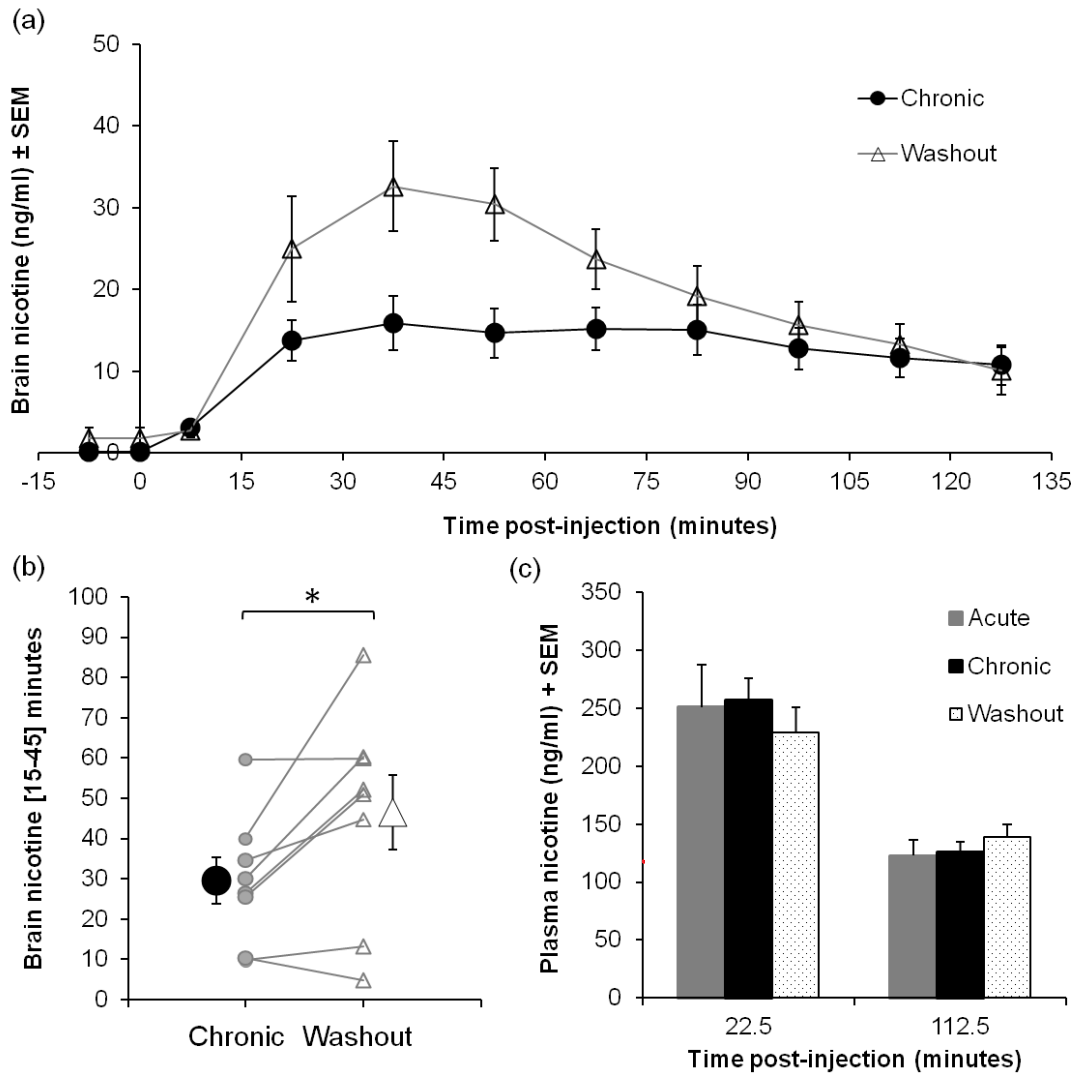 (a)
50
40
30
20
10
0
Brain nicotine (ng/ml) ± SEM
Chronic
Washout
-15 0 15 30 45 60 75 90 105 120 135
Time post-injection (minutes)
(b)
100
90
80
70
60
50
40
30
20
10
0
Brain nicotine [15-45] minutes
*
Chronic Washout
(c)
350
300
250
200
150
100
50
0
Plasma nicotine (ng/ml) + SEM
Acute
Chronic
Washout
22.5 112.5
Time post-injection (minutes)